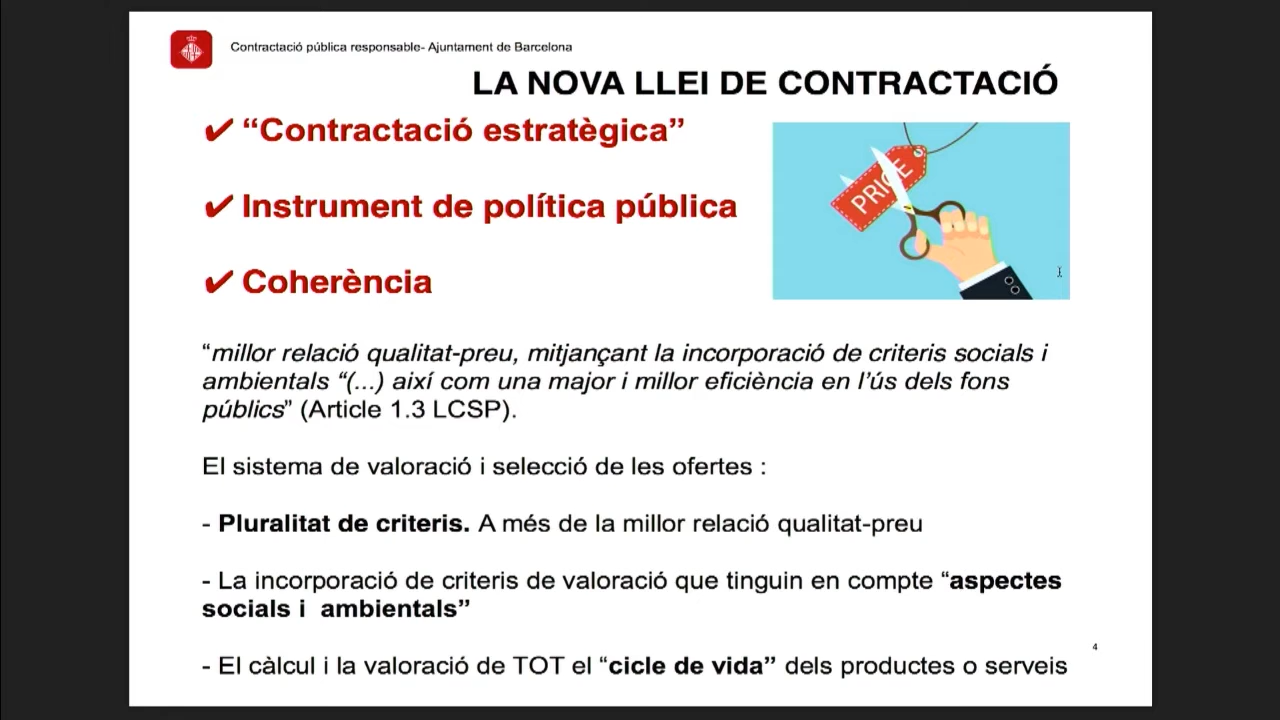 Contractació pública responsable- Ajuntament de Barcelona
LA NOVA LLEI DE CONTRACTACIÓ
✔ “Contractació estratègica”
PRICE
✔ Instrument de política pública
✔ Coherència
“millor relació qualitat-preu, mitjançant la incorporació de criteris socials i
ambientals “(...) així com una major i millor eficiència en l’ús dels fons
públics” (Article 1.3 LCSP).
El sistema de valoració i selecció de les ofertes :
- Pluralitat de criteris. A més de la millor relació qualitat-preu
- La incorporació de criteris de valoració que tinguin en compte “aspectes
socials i  ambientals”
4
- El càlcul i la valoració de TOT el “cicle de vida” dels productes o serveis